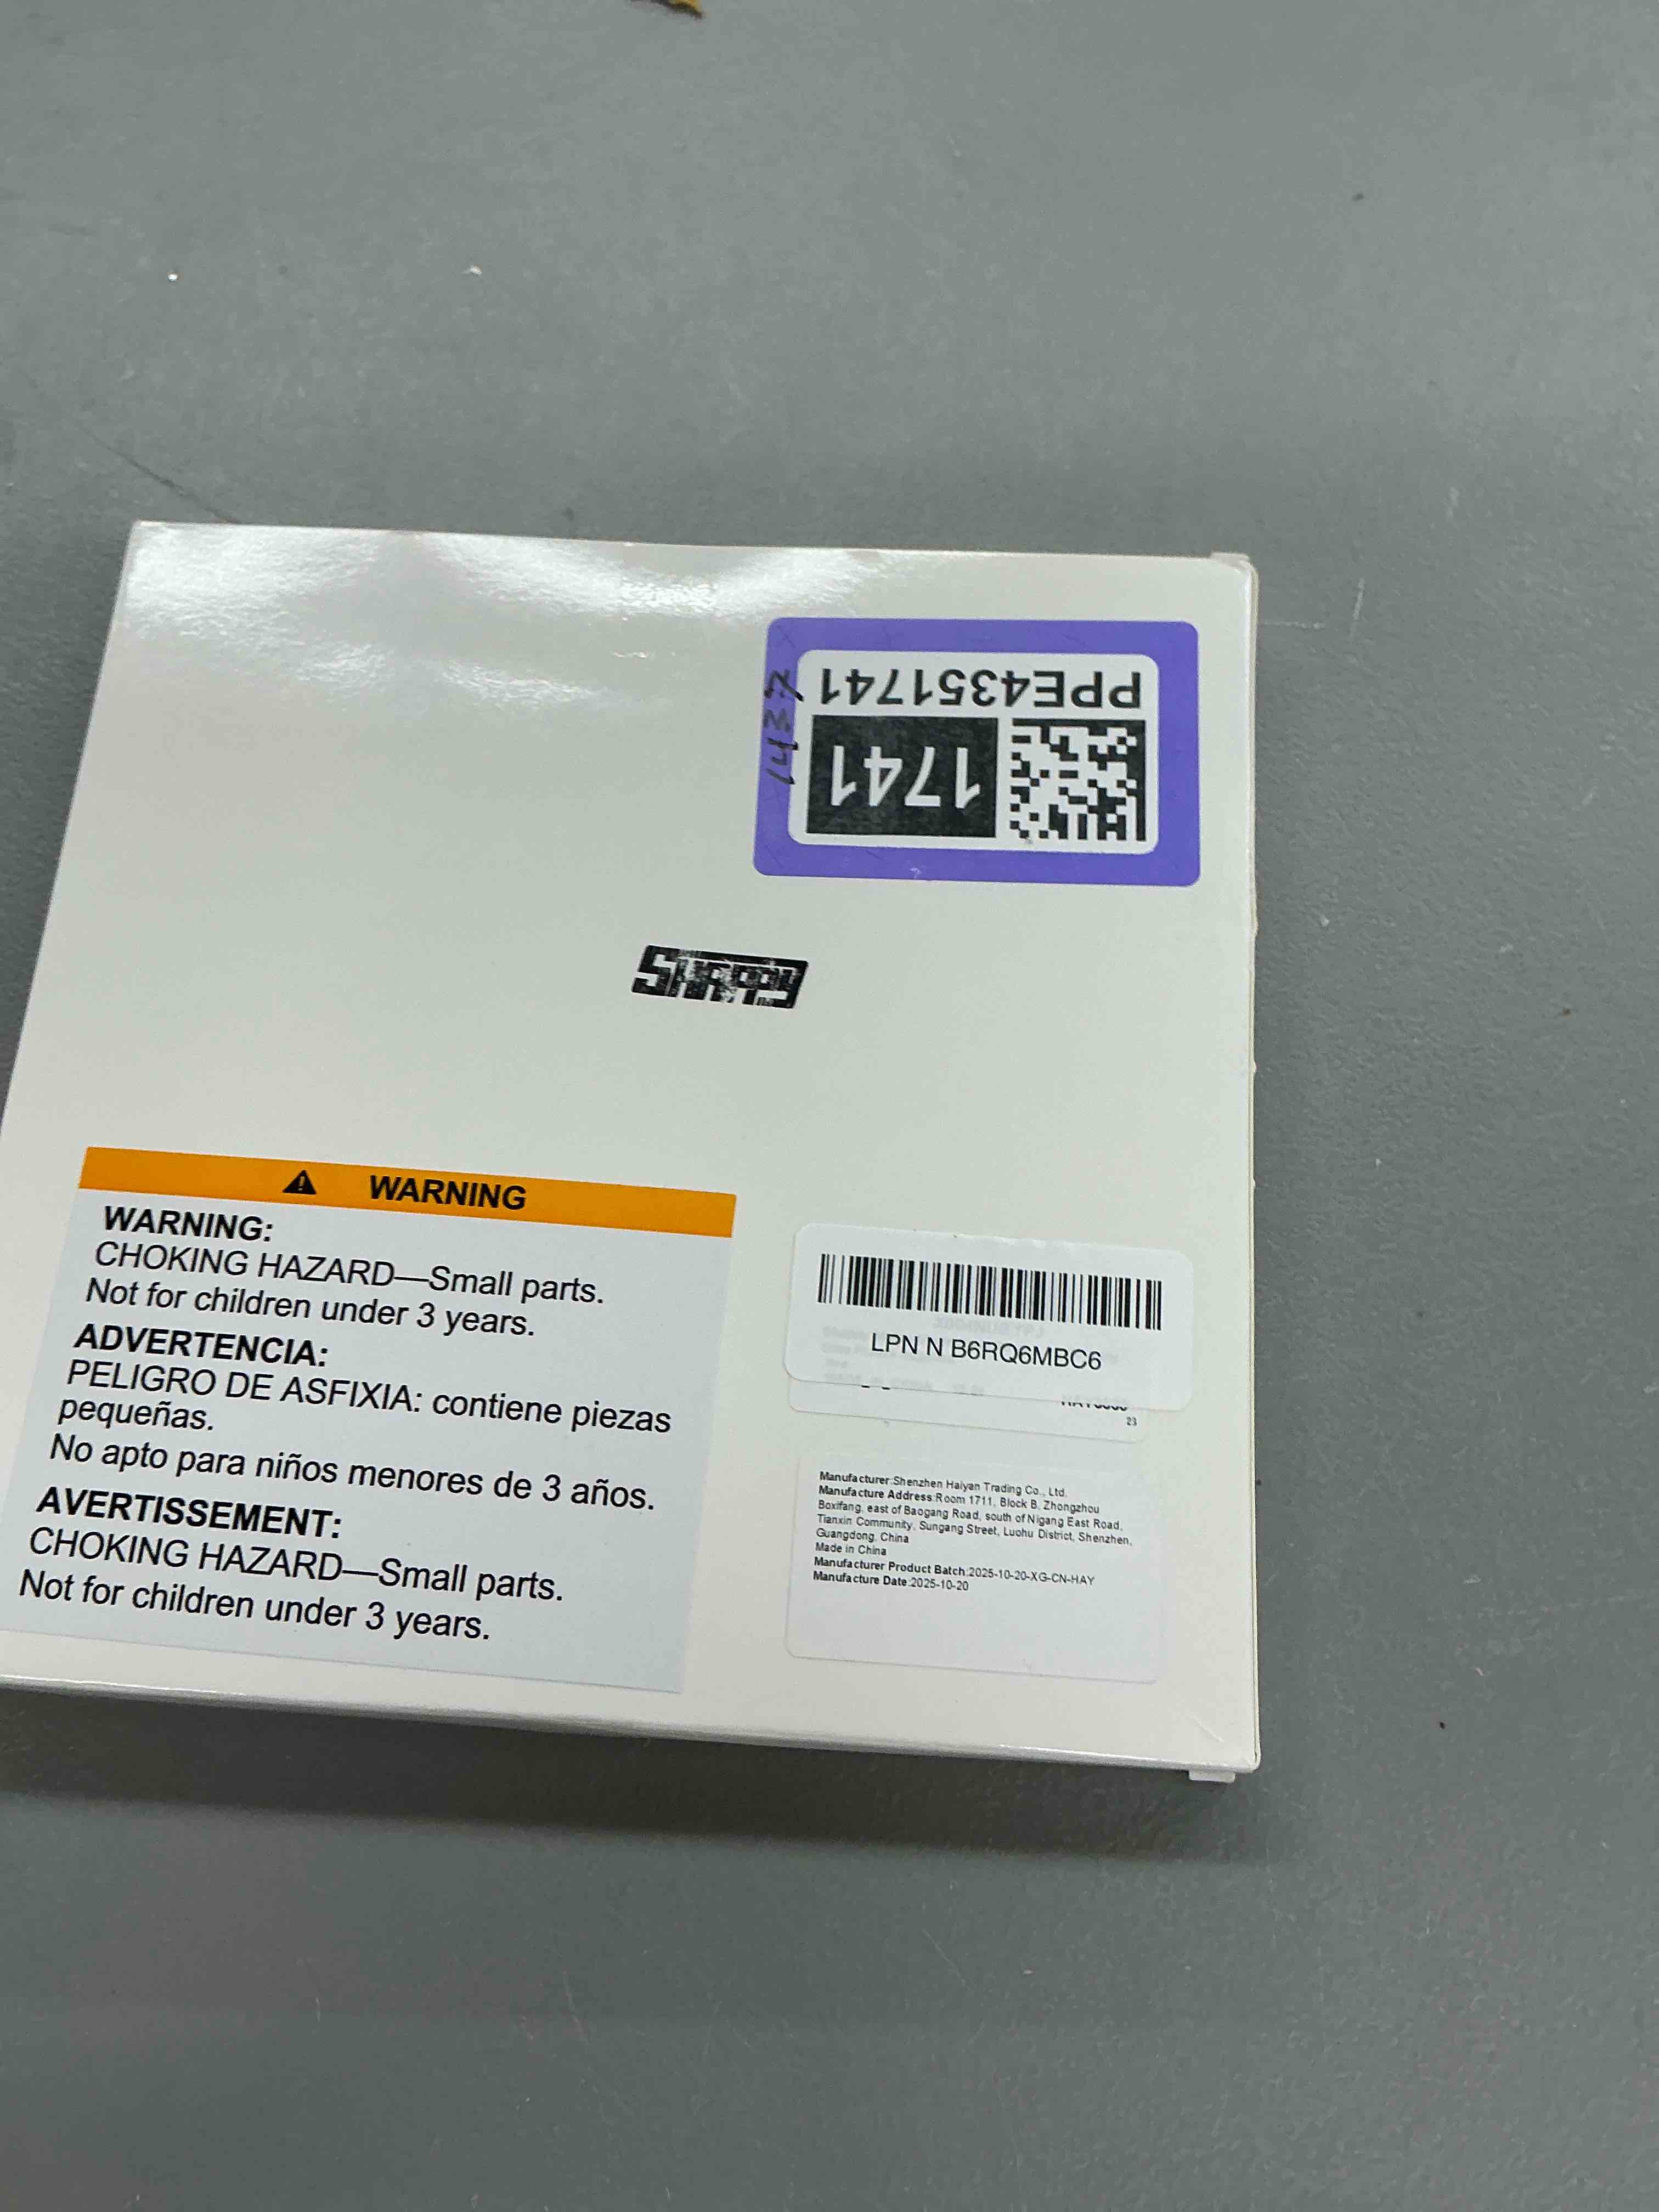 PPE4351741
1741
SHAPPY
WARNING
WARNING:
CHOKING HAZARD—Small parts.
Not for children under 3 years.
ADVERTENCIA:
PELIGRO DE ASFIXIA: contiene piezas
pequeñas.
No apto para niños menores de 3 años.
AVERTISSEMENT:
CHOKING HAZARD—Small parts.
Not for children under 3 years.
LPN N B6RQ6MBC6
23
Manufacturer:Shenzhen Haiyan Trading Co., Ltd.
Manufacture Address:Room 1711, Block B, Zhongzhou
Boxifang, east of Baogang Road, south of Nigang East Road,
Tianxin Community, Sungang Street, Luohu District, Shenzhen,
Guangdong, China
Made in China
Manufacturer Product Batch:2025-10-20-XG-CN-HAY
Manufacture Date:2025-10-20